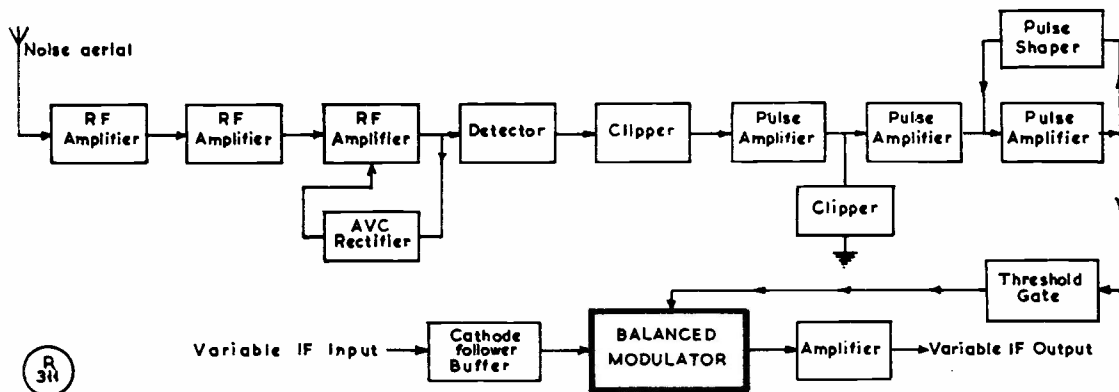 Noise aerial
Pulse
Shaper
RF
Amplifier
RF
Amplifier
RF
Amplifier
Detector
Clipper
Pulse
Amplifier
Pulse
Amplifier
Pulse
Amplifier
AVC
Rectifier
Clipper
Threshold
Gate
Variable IF Input
Cathode
follower
Buffer
BALANCED
MODULATOR
Amplifier
Variable IF Output
R
311